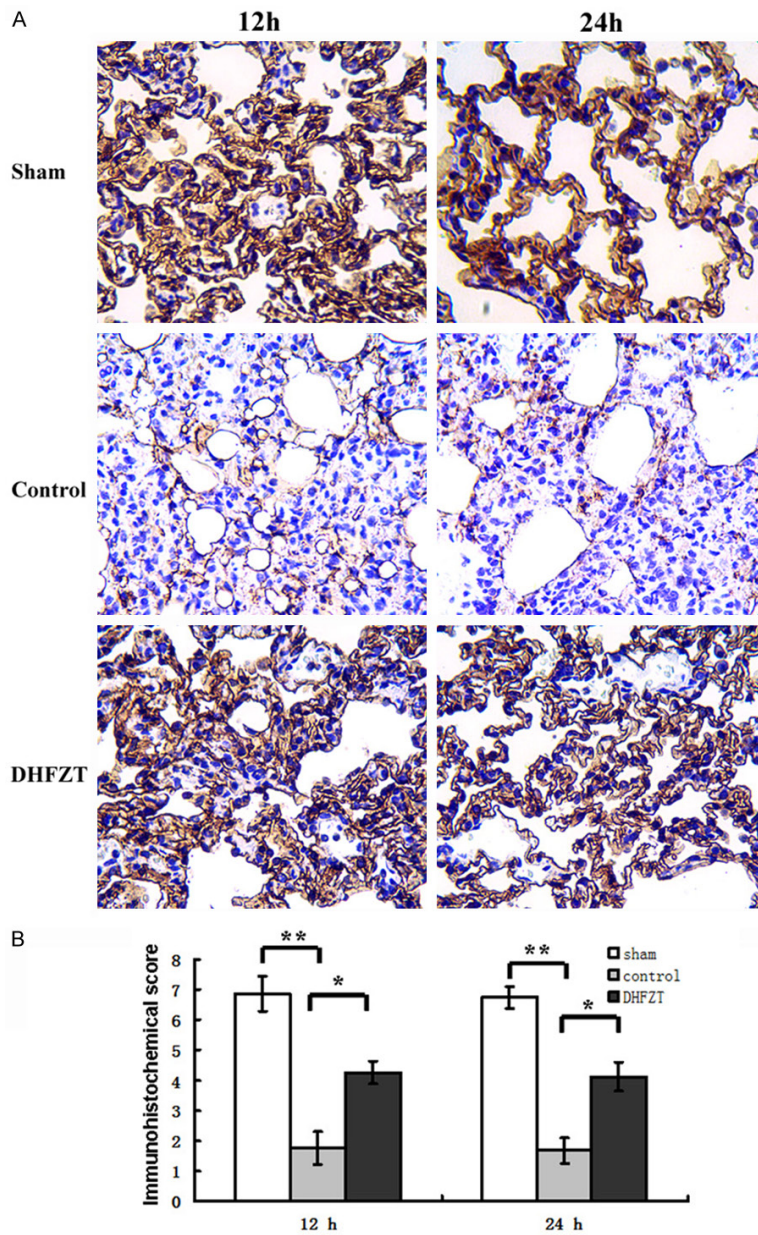 A
12h
24h
Sham
Control
DHFZT
B
Immunohistochemical score
8
7
6
5
4
3
2
1
0
**
*
**
*
sham
control
DHFZT
12 h
24 h